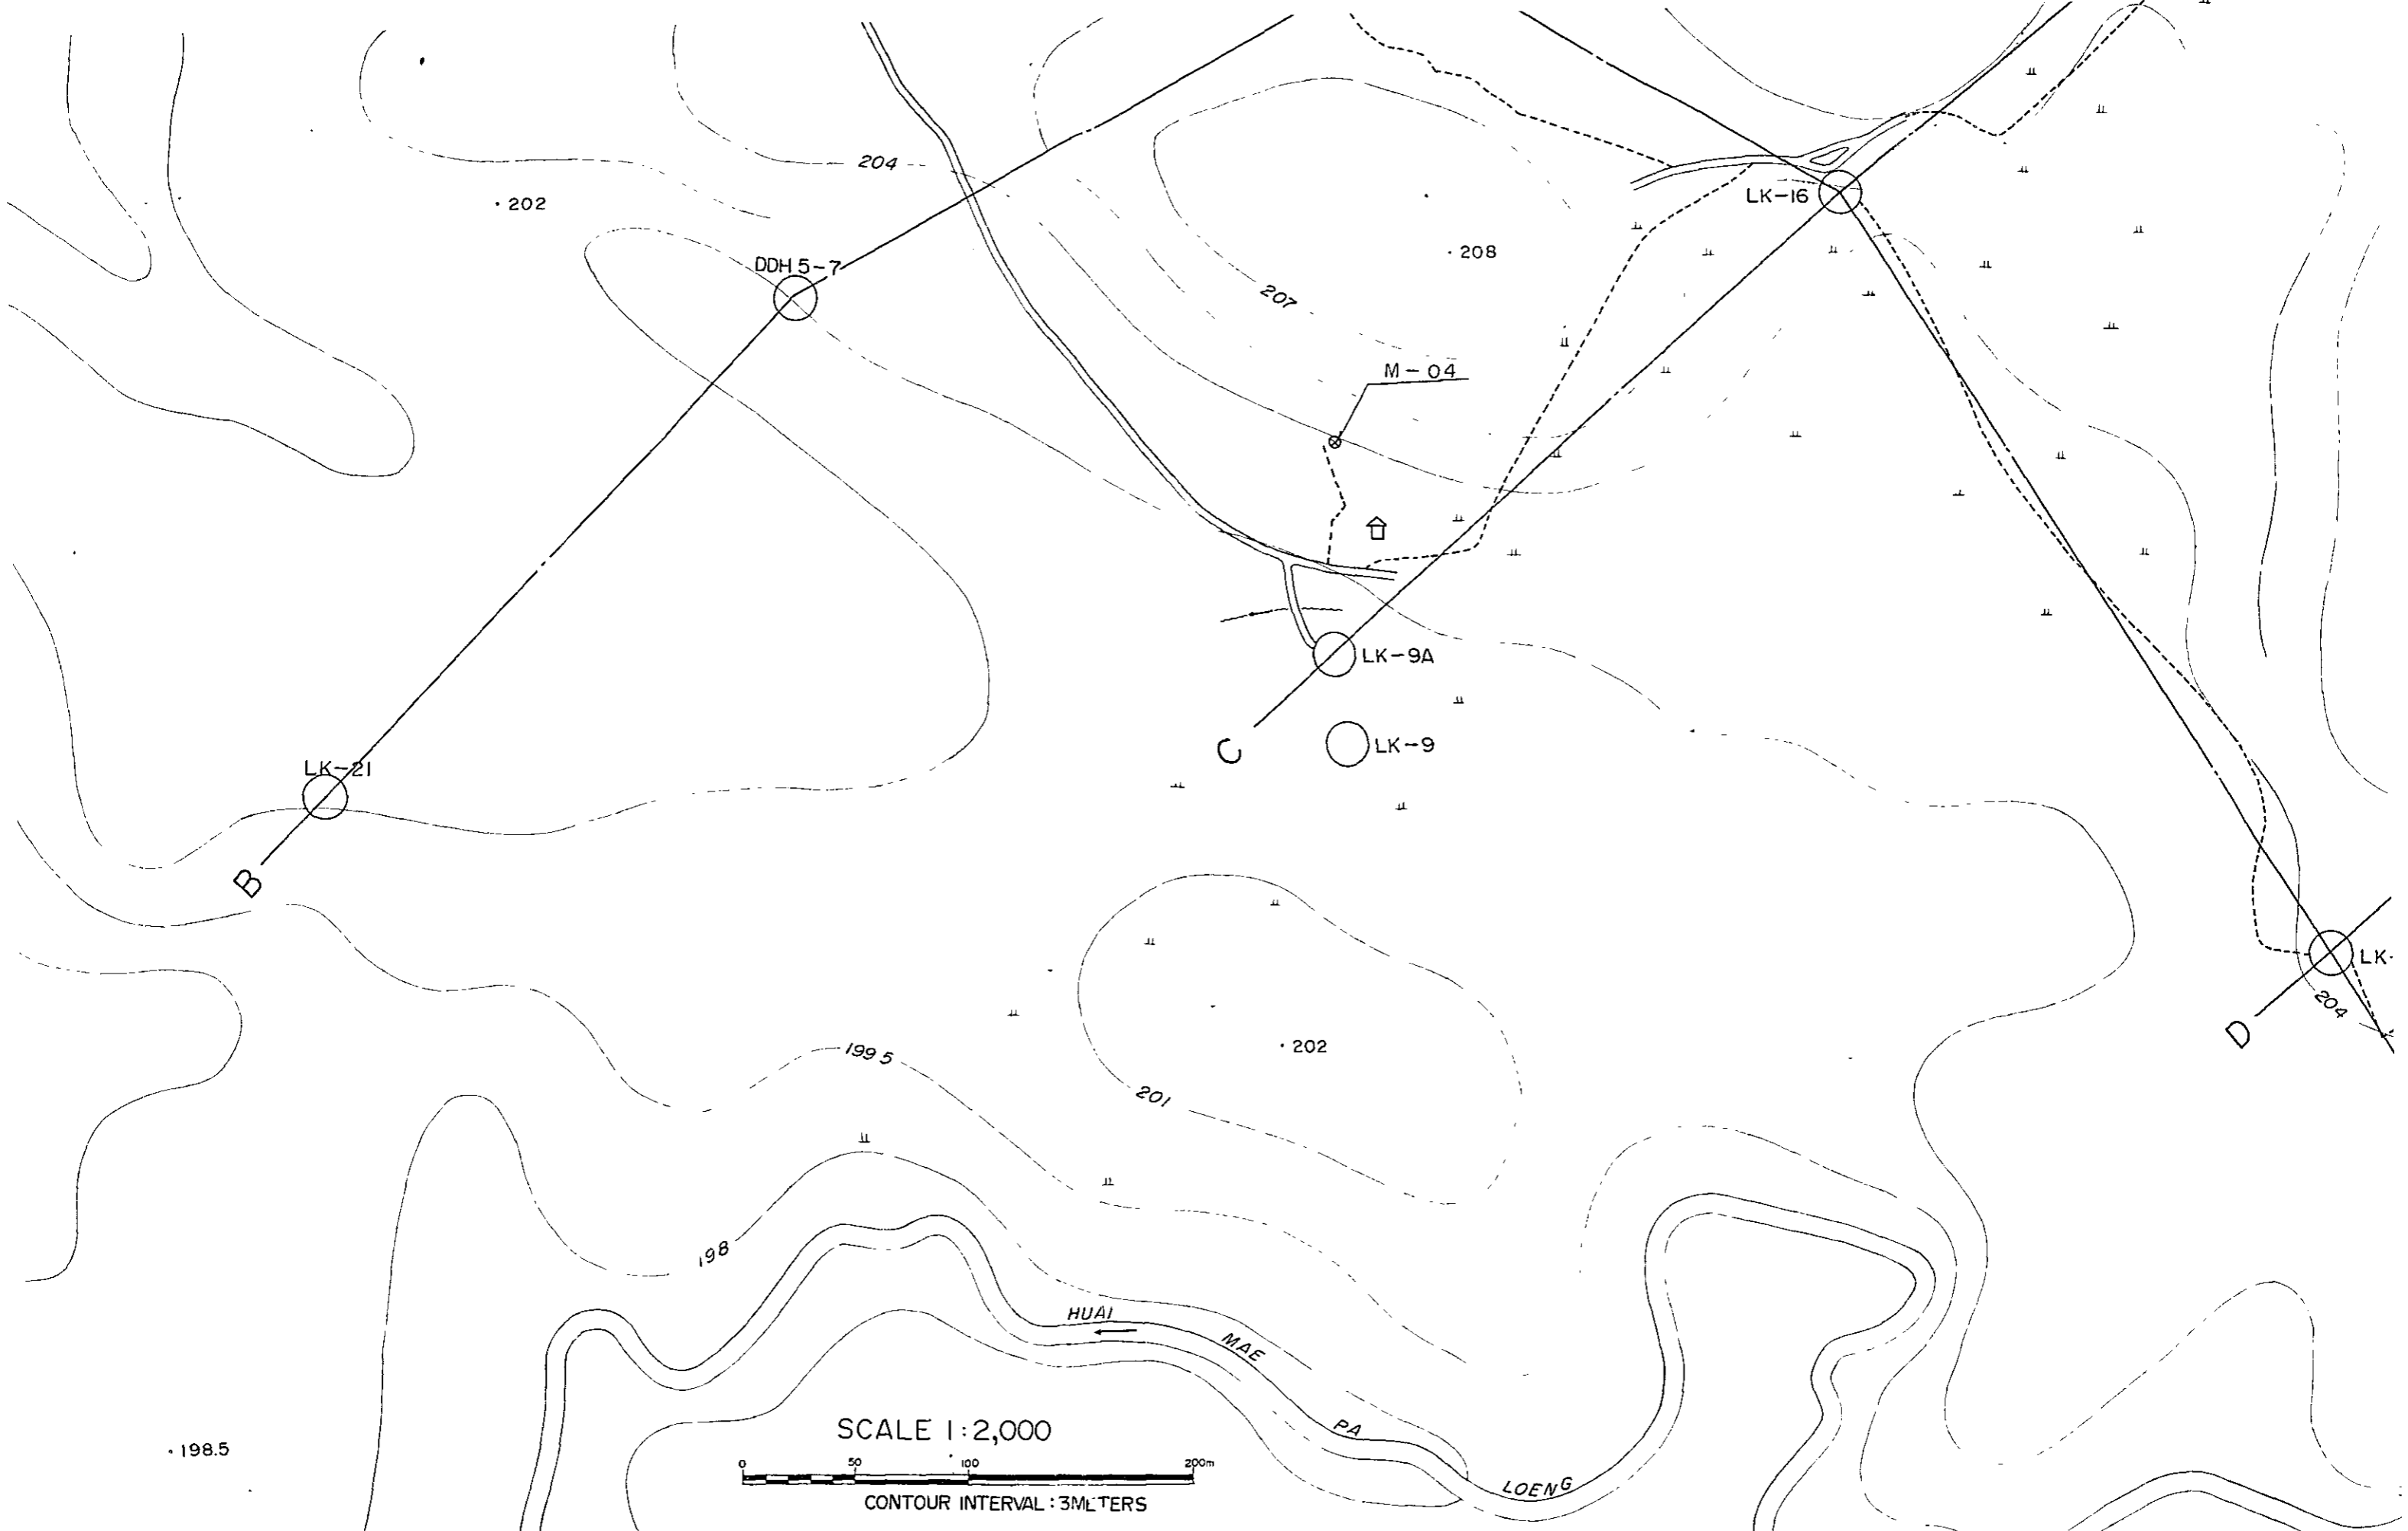 204
202
DDH 5-7
LK-16
208
207
M-04
LK-9A
LK-9
C
LK-21
B
LK-
204
D
202
199.5
201
198
HUAI
MAE
PA
LOENG
SCALE 1:2,000
0 50 100 200m
CONTOUR INTERVAL : 3METERS
198.5